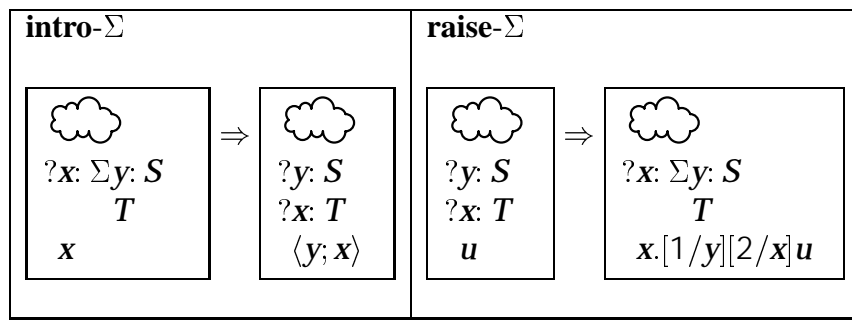 intro-Σ
?x: Σy: S
T
x
⇒
?y: S
?x: T
⟨y; x⟩
raise-Σ
?y: S
?x: T
u
⇒
?x: Σy: S
T
x.[1/y][2/x]u